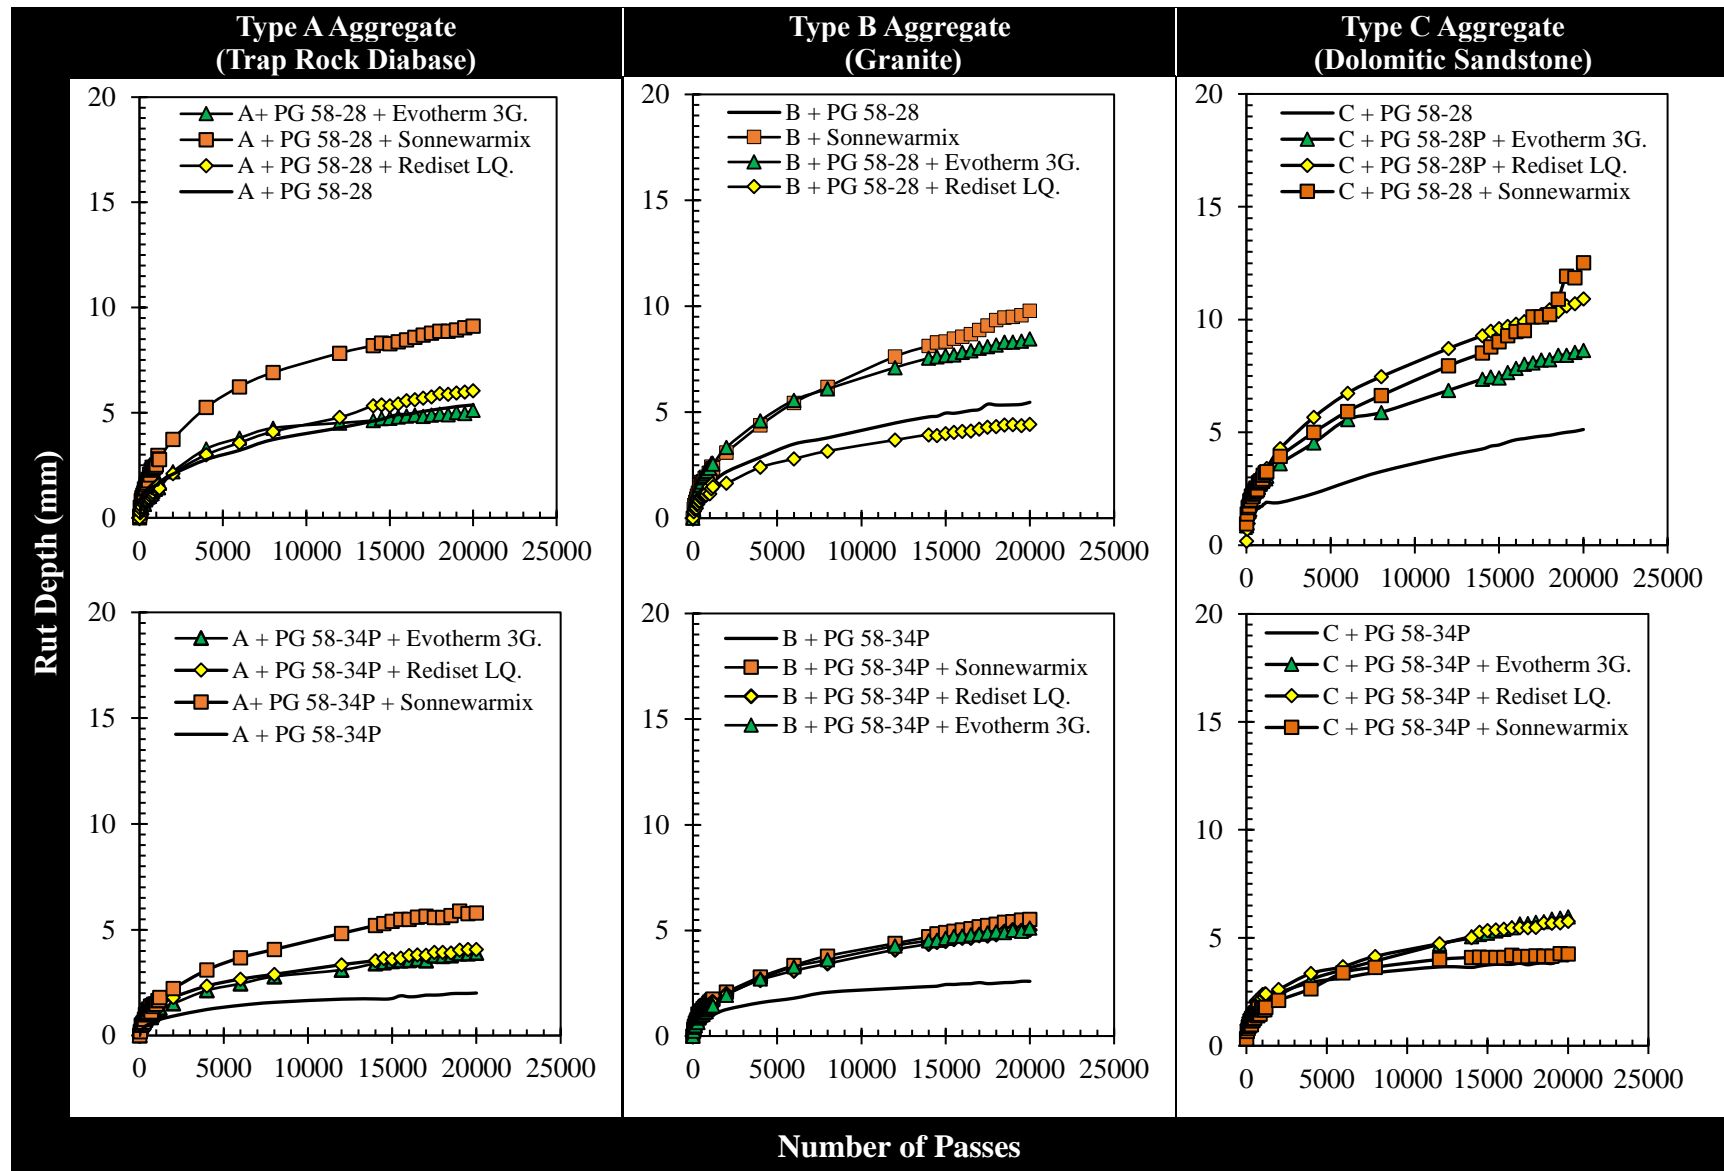 Type A Aggregate
(Trap Rock Diabase)
Type B Aggregate
(Granite)
Type C Aggregate
(Dolomitic Sandstone)
Rut Depth (mm)
20
15
10
5
0
A+ PG 58-28 + Evotherm 3G.
A + PG 58-28 + Sonnewarmix
A + PG 58-28 + Rediset LQ.
A + PG 58-28
0 5000 10000 15000 20000 25000
20
15
10
5
0
B + PG 58-28
B + Sonnewarmix
B + PG 58-28 + Evotherm 3G.
B + PG 58-28 + Rediset LQ.
0 5000 10000 15000 20000 25000
20
15
10
5
0
C + PG 58-28
C + PG 58-28P + Evotherm 3G.
C + PG 58-28P + Rediset LQ.
C + PG 58-28 + Sonnewarmix
0 5000 10000 15000 20000 25000
20
15
10
5
0
A + PG 58-34P + Evotherm 3G.
A + PG 58-34P + Rediset LQ.
A+ PG 58-34P + Sonnewarmix
A + PG 58-34P
0 5000 10000 15000 20000 25000
20
15
10
5
0
B + PG 58-34P
B + PG 58-34P + Sonnewarmix
B + PG 58-34P + Rediset LQ.
B + PG 58-34P + Evotherm 3G.
0 5000 10000 15000 20000 25000
20
15
10
5
0
C + PG 58-34P
C + PG 58-34P + Evotherm 3G.
C + PG 58-34P + Rediset LQ.
C + PG 58-34P + Sonnewarmix
0 5000 10000 15000 20000 25000
Number of Passes